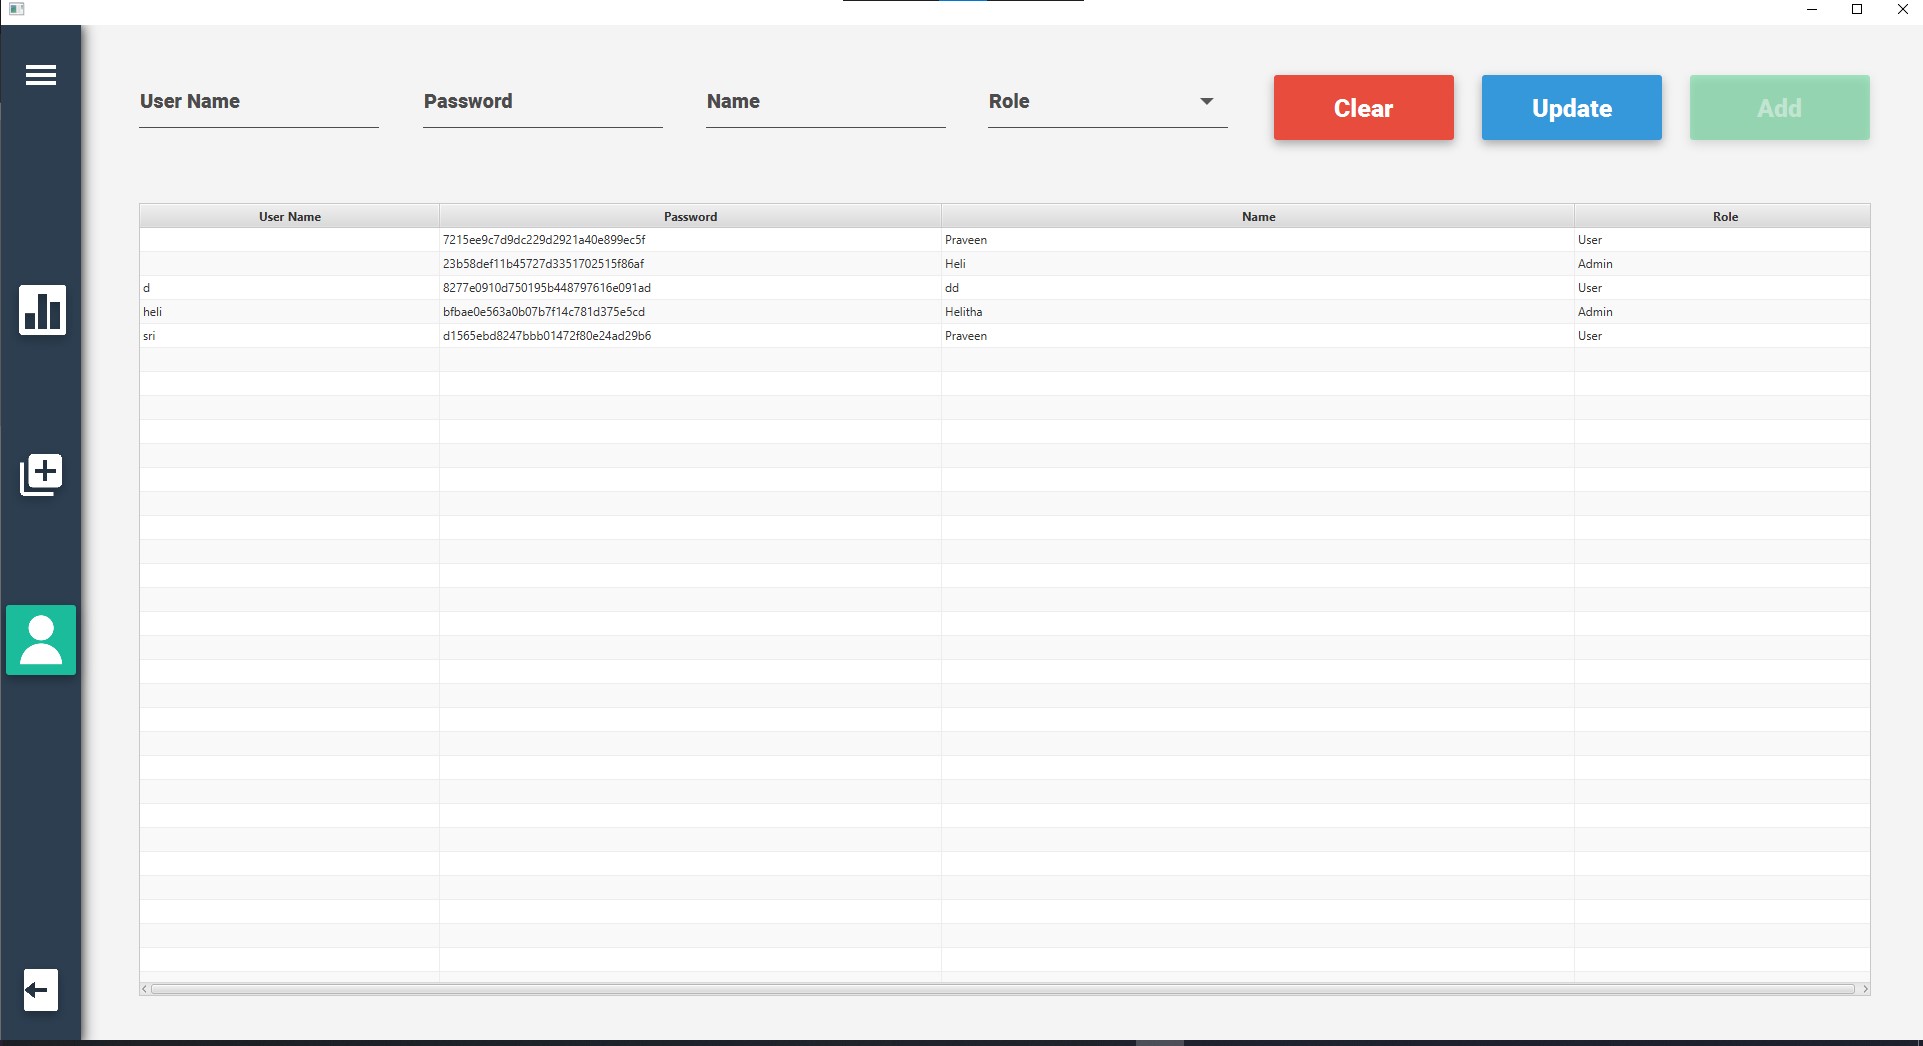 User Name Password Name Role Clear Update Add
User Name Password Name Role
7215ee9c7d9dc229d2921a40e899ec5f Praveen User
23b58def11b45727d3351702515f86af Heli Admin
d 8277e0910d750195b448797616e091ad dd User
heli bfbae0e563a0b07b7f14c781d375e5cd Helitha Admin
sri d1565ebd8247bbb01472f80e24ad29b6 Praveen User